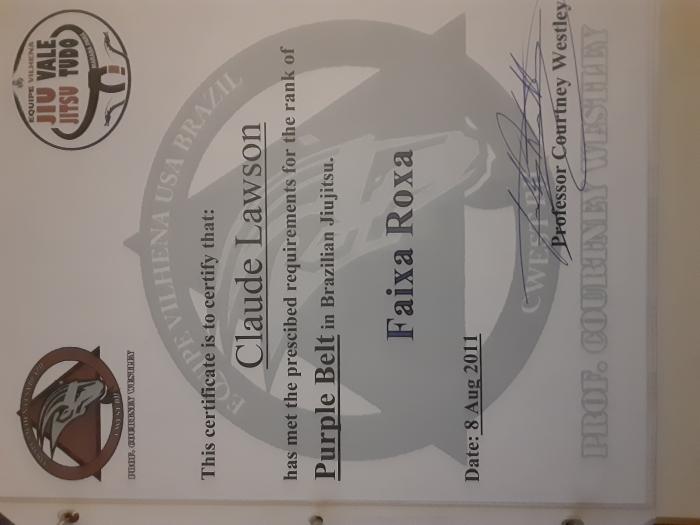 EQUIPE VILHENA
JIU VALE
JITSU TUDO
PROF. COURTNEY WESTLEY
EQUIPE VILHENA USA BRAZIL
This certificate is to certify that:
Claude Lawson
has met the prescibed requirements for the rank of
Purple Belt in Brazilian Jiujitsu.
Faixa Roxa
Date: 8 Aug 2011
Professor Courtney Westley
PROF. COURTNEY WESTLEY